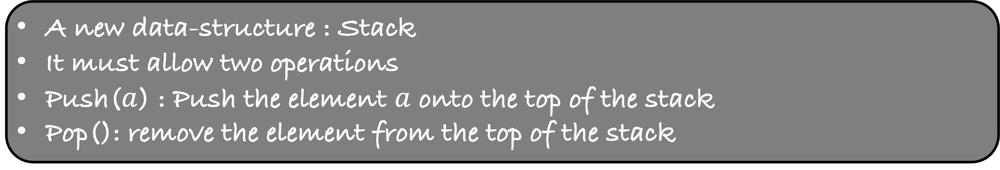 • A new data-structure : Stack
• It must allow two operations
• Push(a) : Push the element a onto the top of the stack
• Pop(): remove the element from the top of the stack